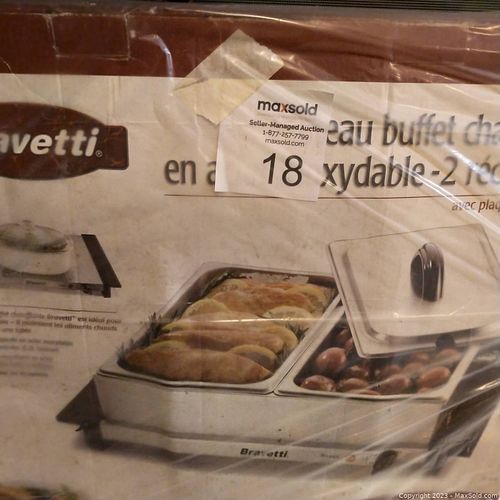 maxsold
Seller-Managed Auction
1-877-257-7799
maxsold.com
18
eau buffet cha
en a xydable - 2 réc
avec plaq
avetti®
Bravetti
Copyright 2023 - MaxSold.com